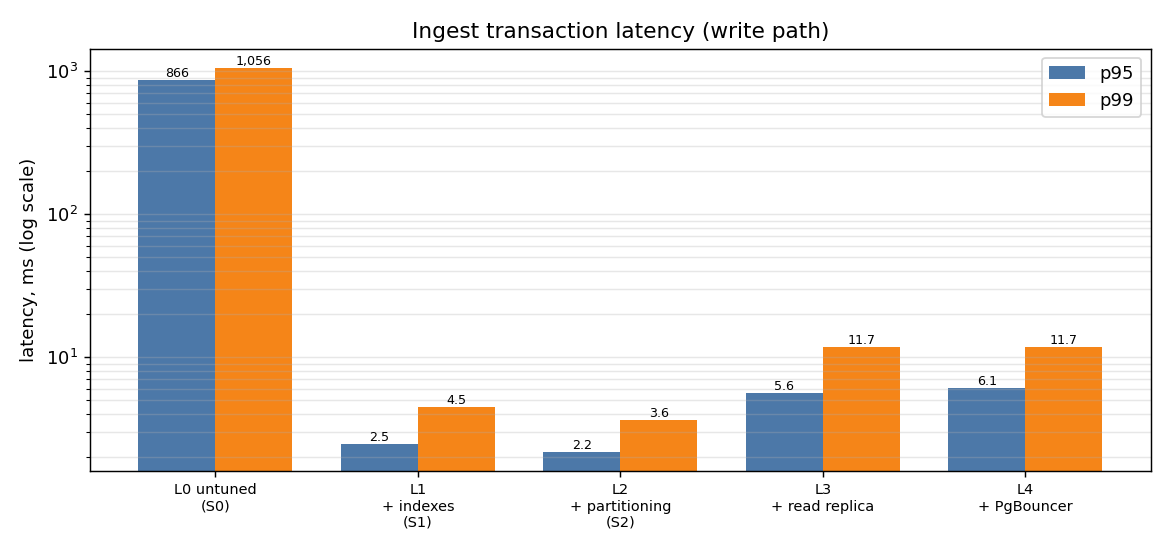 Ingest transaction latency (write path)
latency, ms (log scale)
10³
10²
10¹
866
1,056
2.5
4.5
2.2
3.6
5.6
11.7
6.1
11.7
p95
p99
L0 untuned
(S0)
L1
+ indexes
(S1)
L2
+ partitioning
(S2)
L3
+ read replica
L4
+ PgBouncer